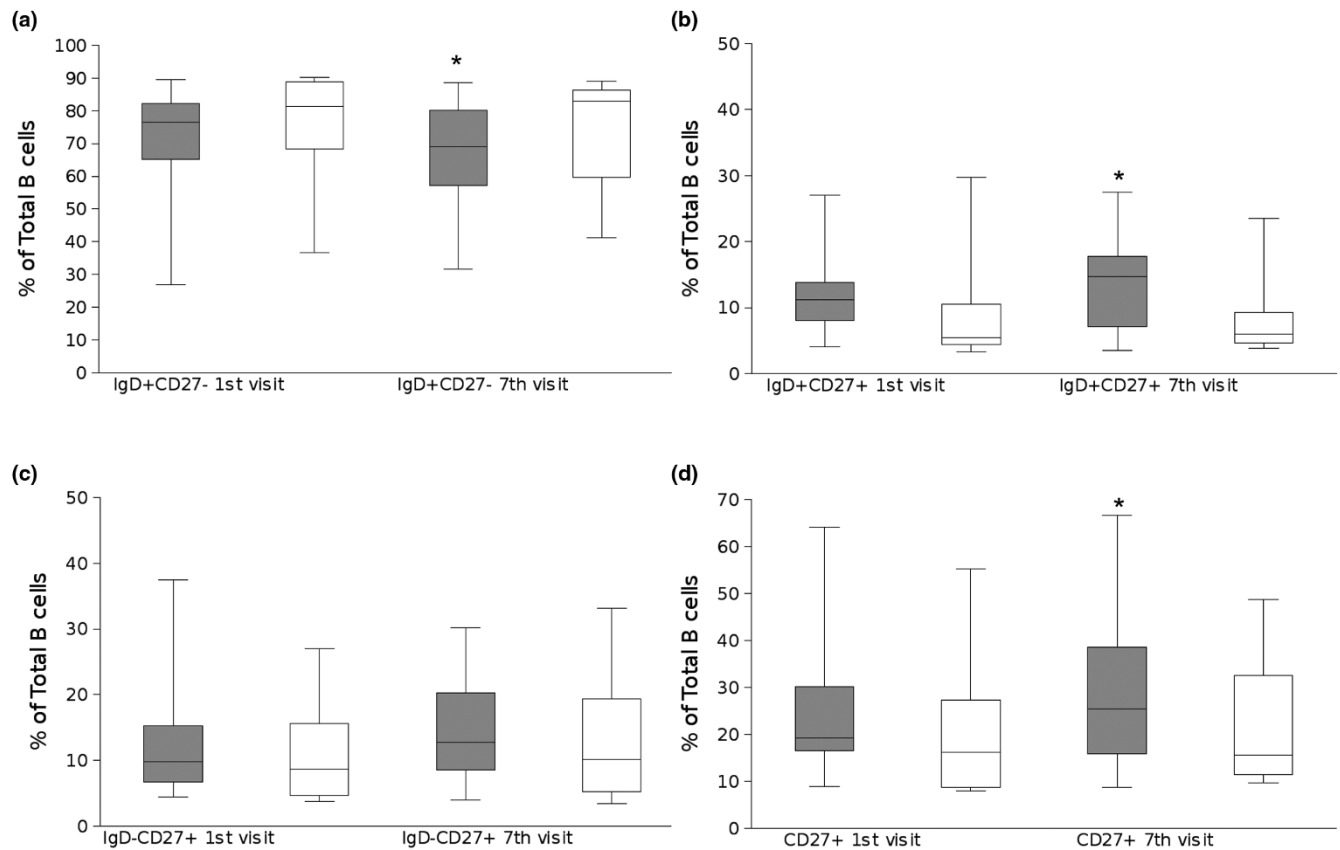 (a)
% of Total B cells
100
90
80
70
60
50
40
30
20
10
0
*
IgD+CD27- 1st visit
IgD+CD27- 7th visit
(b)
% of Total B cells
50
40
30
20
10
0
*
IgD+CD27+ 1st visit
IgD+CD27+ 7th visit
(c)
% of Total B cells
50
40
30
20
10
0
IgD-CD27+ 1st visit
IgD-CD27+ 7th visit
(d)
% of Total B cells
70
60
50
40
30
20
10
0
*
CD27+ 1st visit
CD27+ 7th visit